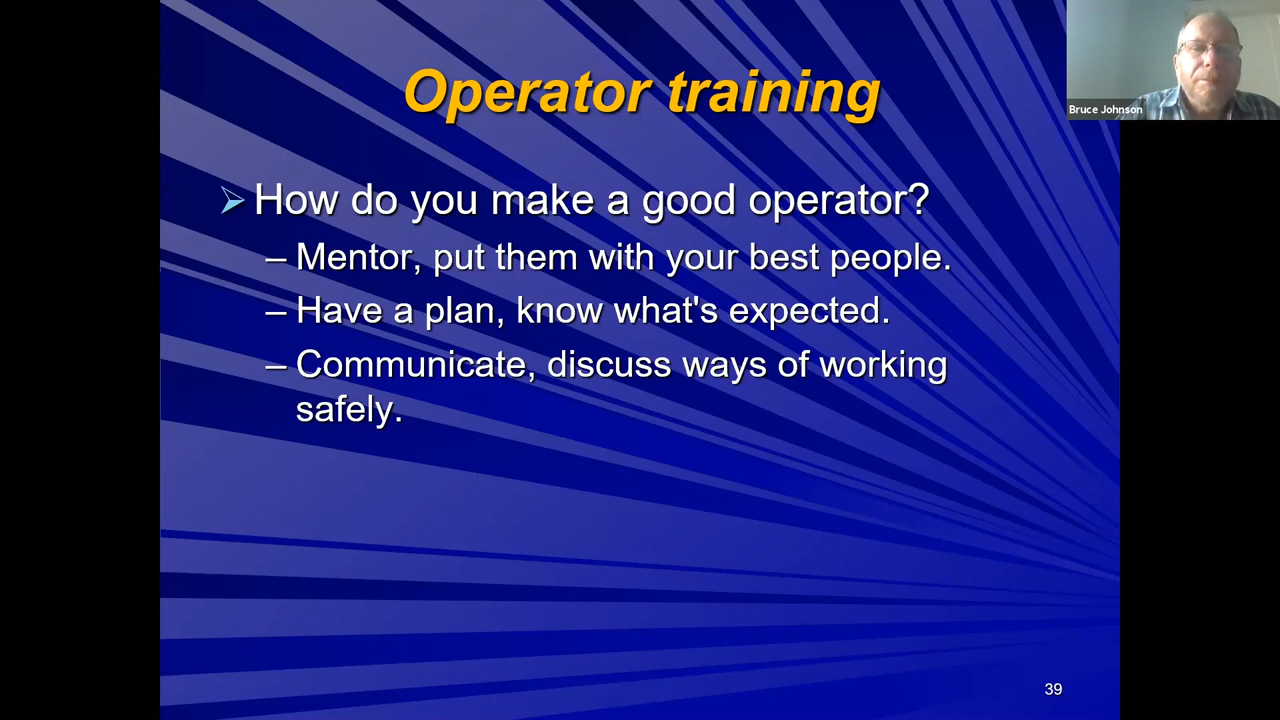 Operator training
Bruce Johnson
➢ How do you make a good operator?
– Mentor, put them with your best people.
– Have a plan, know what's expected.
– Communicate, discuss ways of working
safely.
39